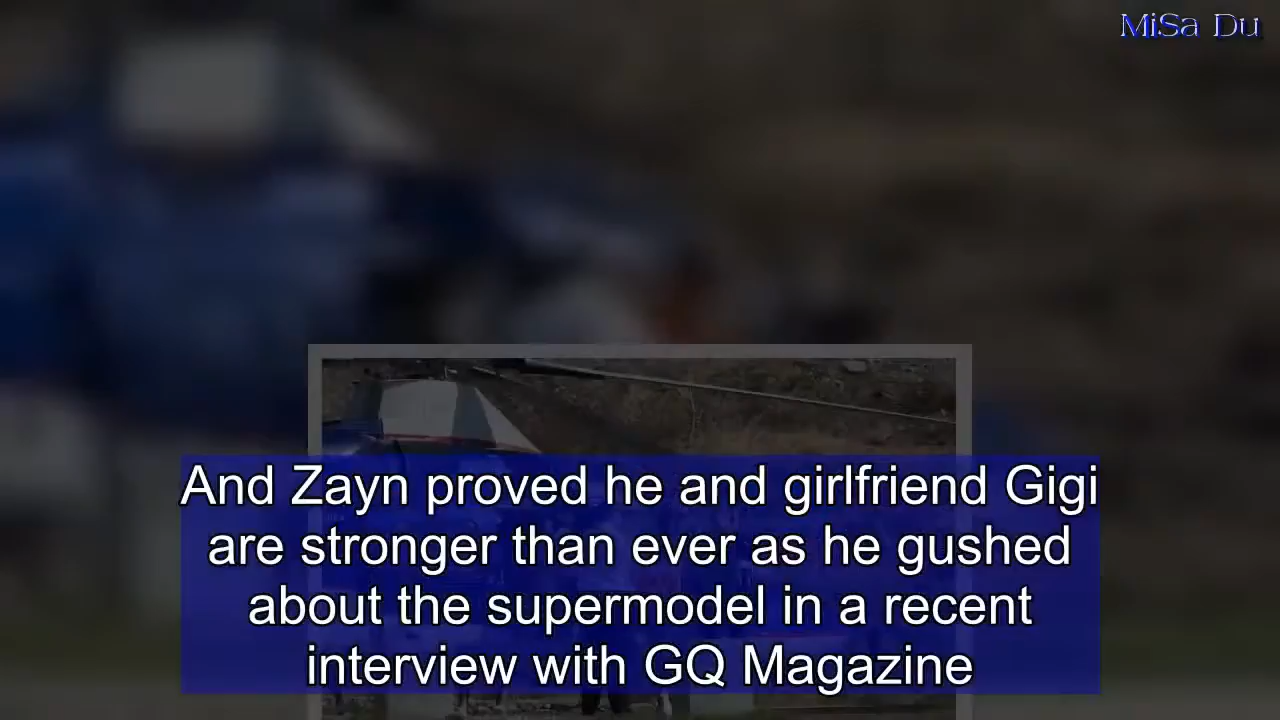 MiSa Du
And Zayn proved he and girlfriend Gigi
are stronger than ever as he gushed
about the supermodel in a recent
interview with GQ Magazine